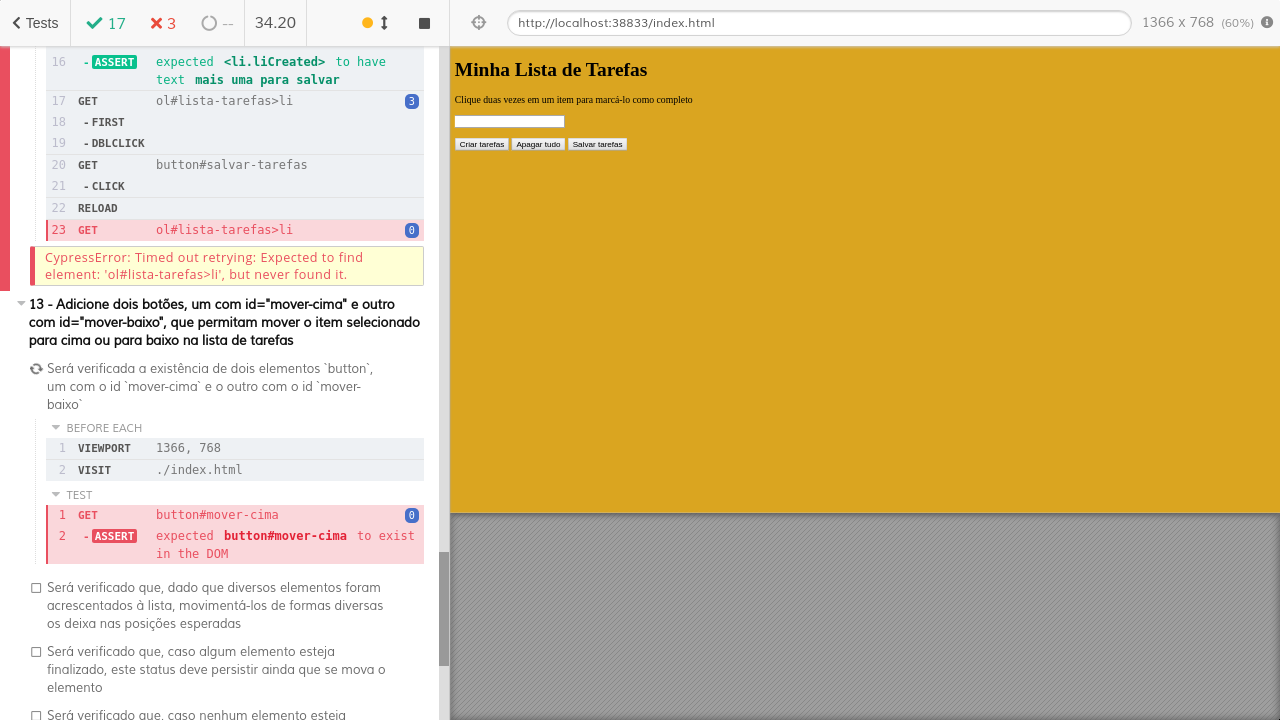 Tests
17
3
--
34.20
http://localhost:38833/index.html
1366 x 768 (60%)
16 - ASSERT expected <li.liCreated> to have
text mais uma para salvar
17 GET ol#lista-tarefas>li 3
18 - FIRST
19 - DBLCLICK
20 GET button#salvar-tarefas
21 - CLICK
22 RELOAD
23 GET ol#lista-tarefas>li 0
CypressError: Timed out retrying: Expected to find
element: 'ol#lista-tarefas>li', but never found it.
13 - Adicione dois botões, um com id="mover-cima" e outro
com id="mover-baixo", que permitam mover o item selecionado
para cima ou para baixo na lista de tarefas
Será verificada a existência de dois elementos `button`,
um com o id `mover-cima` e o outro com o id `mover-
baixo`
BEFORE EACH
1 VIEWPORT 1366, 768
2 VISIT ./index.html
TEST
1 GET button#mover-cima 0
2 - ASSERT expected button#mover-cima to exist
in the DOM
Será verificado que, dado que diversos elementos foram
acrescentados à lista, movimentá-los de formas diversas
os deixa nas posições esperadas
Será verificado que, caso algum elemento esteja
finalizado, este status deve persistir ainda que se mova o
elemento
Será verificado que, caso nenhum elemento esteja
Minha Lista de Tarefas
Clique duas vezes em um item para marcá-lo como completo
Criar tarefas
Apagar tudo
Salvar tarefas